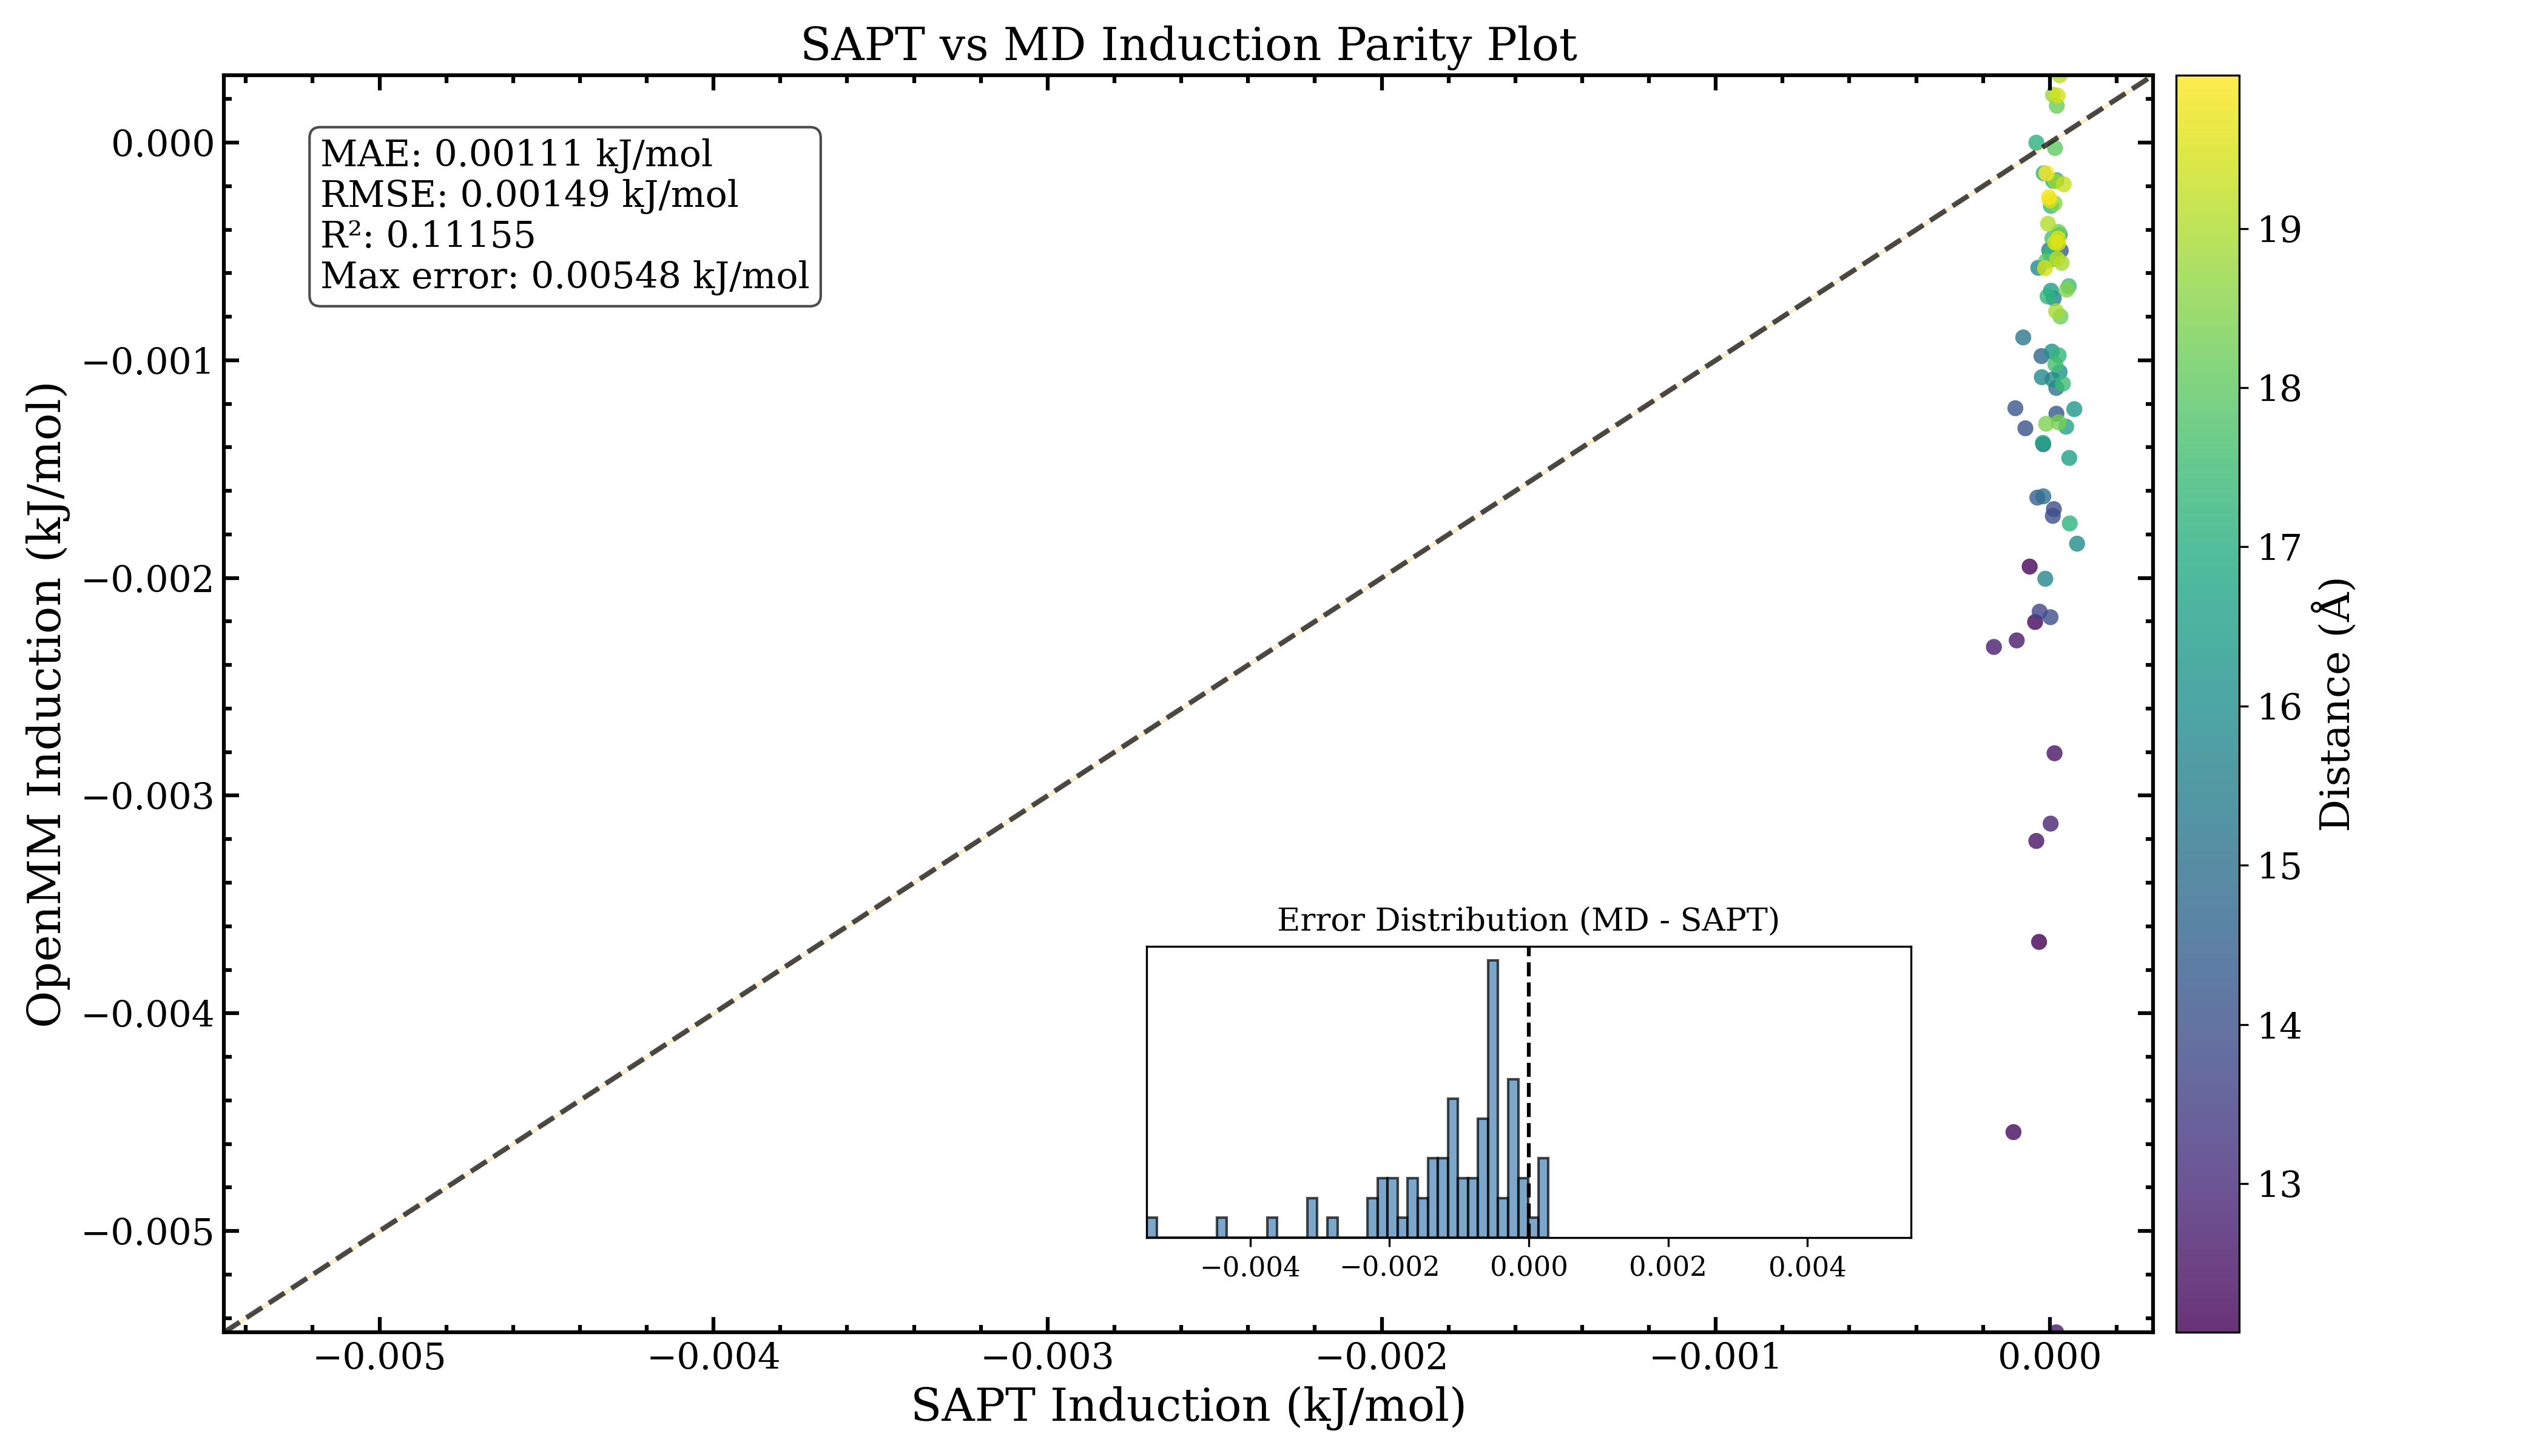 SAPT vs MD Induction Parity Plot
MAE: 0.00111 kJ/mol
RMSE: 0.00149 kJ/mol
R²: 0.11155
Max error: 0.00548 kJ/mol
OpenMM Induction (kJ/mol)
0.000
−0.001
−0.002
−0.003
−0.004
−0.005
Error Distribution (MD - SAPT)
−0.004 −0.002 0.000 0.002 0.004
−0.005 −0.004 −0.003 −0.002 −0.001 0.000
SAPT Induction (kJ/mol)
19
18
17
16
15
14
13
Distance (Å)